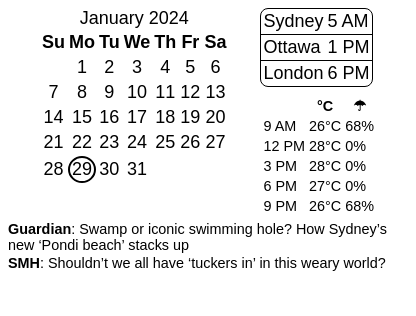 January 2024
Su Mo Tu We Th Fr Sa
1 2 3 4 5 6
7 8 9 10 11 12 13
14 15 16 17 18 19 20
21 22 23 24 25 26 27
28 29 30 31
Sydney 5 AM
Ottawa 1 PM
London 6 PM
°C ☂
9 AM 26°C 68%
12 PM 28°C 0%
3 PM 28°C 0%
6 PM 27°C 0%
9 PM 26°C 68%
Guardian: Swamp or iconic swimming hole? How Sydney’s
new ‘Pondi beach’ stacks up
SMH: Shouldn’t we all have ‘tuckers in’ in this weary world?